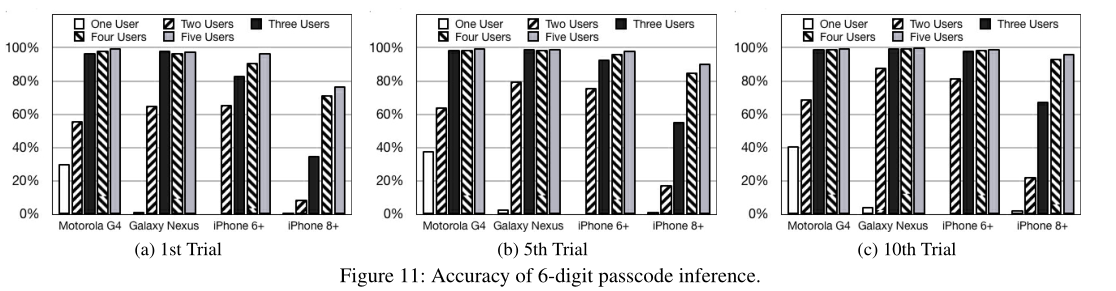 One User Two Users Three Users
Four Users Five Users
100%
80%
60%
40%
20%
0%
Motorola G4 Galaxy Nexus iPhone 6+ iPhone 8+
(a) 1st Trial
One User Two Users Three Users
Four Users Five Users
100%
80%
60%
40%
20%
0%
Motorola G4 Galaxy Nexus iPhone 6+ iPhone 8+
(b) 5th Trial
One User Two Users Three Users
Four Users Five Users
100%
80%
60%
40%
20%
0%
Motorola G4 Galaxy Nexus iPhone 6+ iPhone 8+
(c) 10th Trial
Figure 11: Accuracy of 6-digit passcode inference.